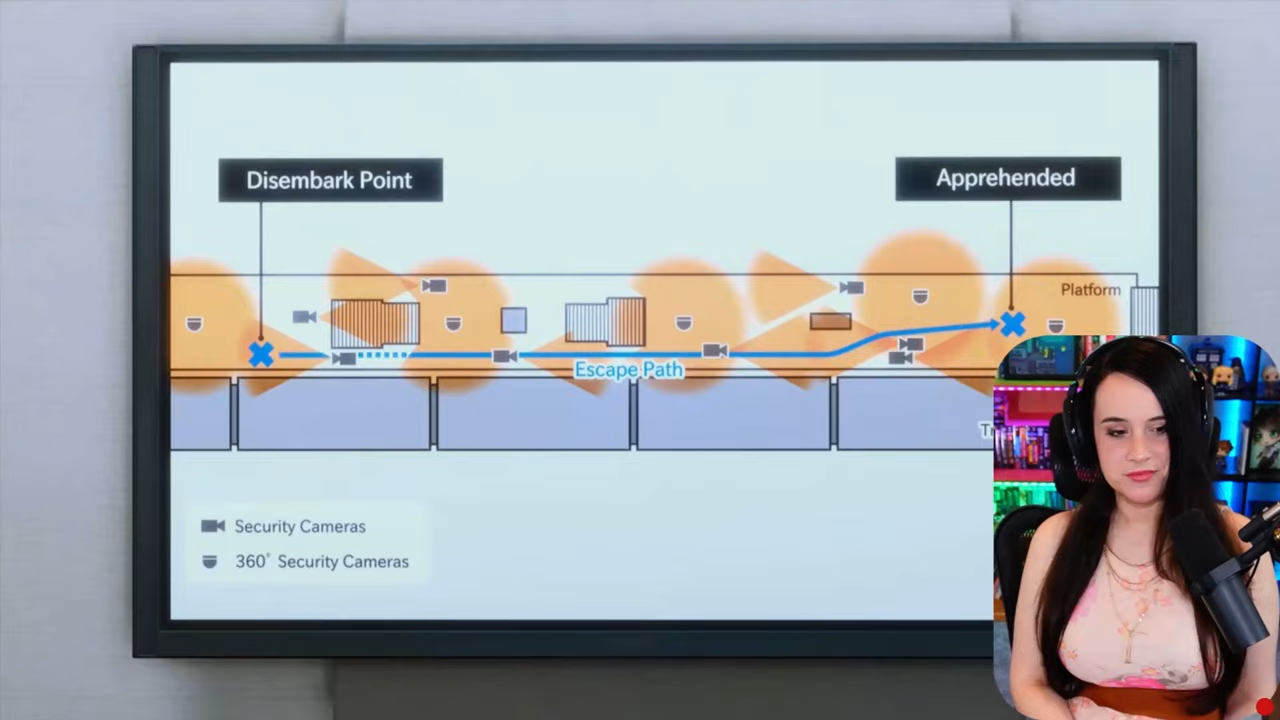 Disembark Point
Apprehended
Platform
Escape Path
Security Cameras
360° Security Cameras